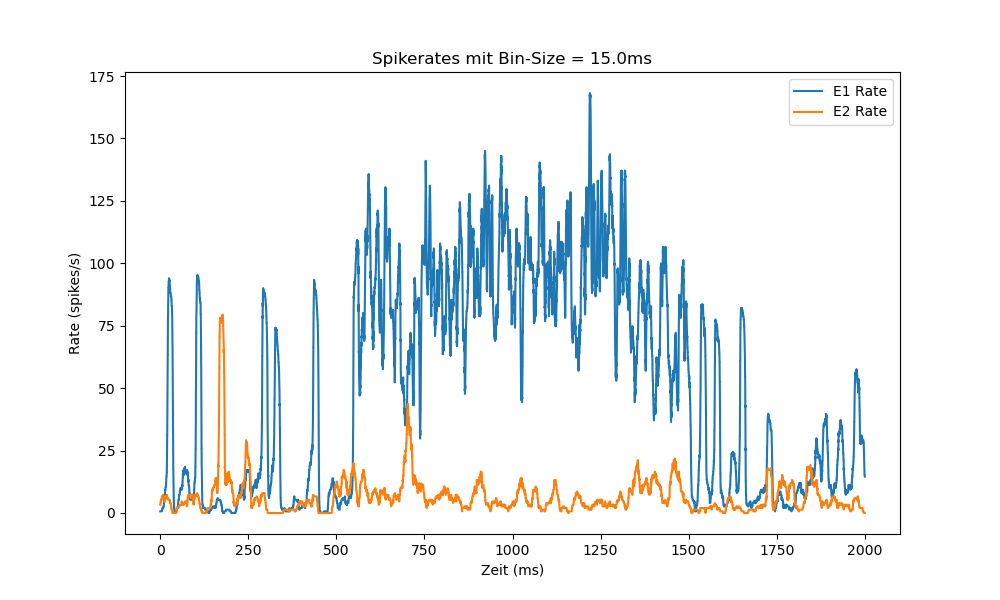 Spikerates mit Bin-Size = 15.0ms
E1 Rate
E2 Rate
Rate (spikes/s)
175
150
125
100
75
50
25
0
0 250 500 750 1000 1250 1500 1750 2000
Zeit (ms)